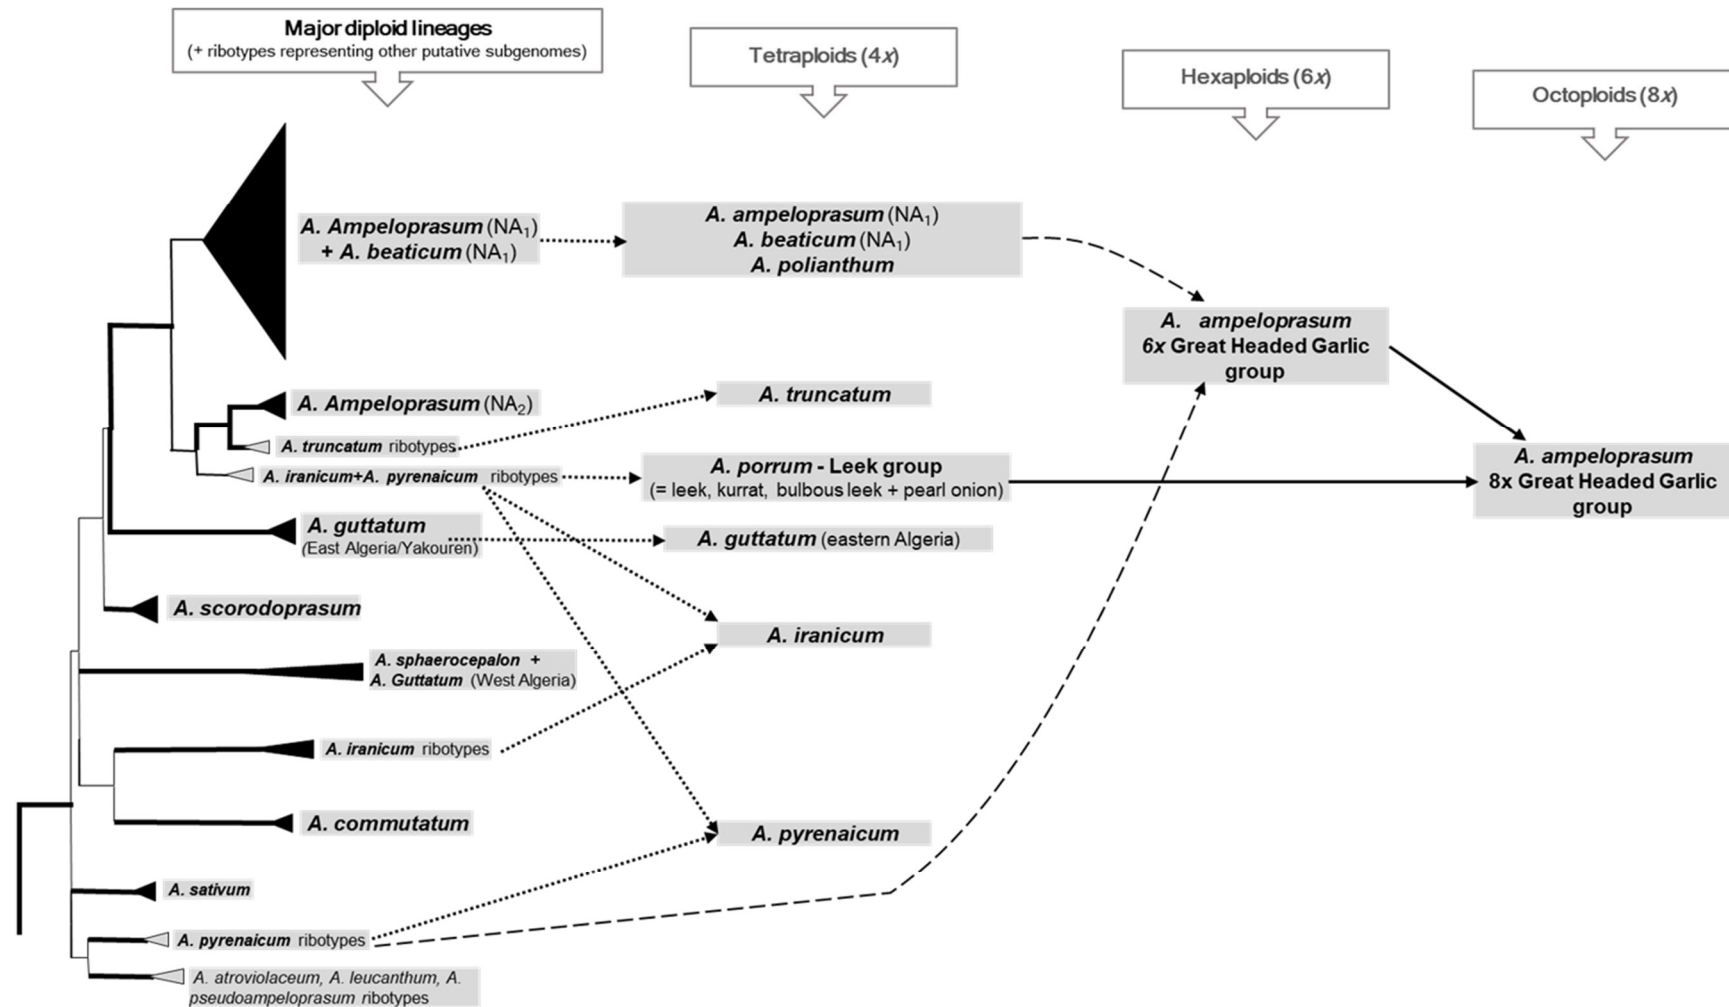 Major diploid lineages
(+ ribotypes representing other putative subgenomes)
Tetraploids (4x)
Hexaploids (6x)
Octoploids (8x)
A. Ampeloprasum (NA₁)
+ A. beaticum (NA₁)
A. ampeloprasum (NA₁)
A. beaticum (NA₁)
A. polianthum
A. ampeloprasum
6x Great Headed Garlic
group
A. Ampeloprasum (NA₂)
A. truncatum
A. truncatum ribotypes
A. iranicum+A. pyrenaicum ribotypes
A. porrum - Leek group
(= leek, kurrat, bulbous leek + pearl onion)
A. ampeloprasum
8x Great Headed Garlic
group
A. guttatum
(East Algeria/Yakouren)
A. guttatum (eastern Algeria)
A. scorodoprasum
A. iranicum
A. sphaerocepalon +
A. Guttatum (West Algeria)
A. iranicum ribotypes
A. commutatum
A. pyrenaicum
A. sativum
A. pyrenaicum ribotypes
A. atroviolaceum, A. leucanthum, A.
pseudoampeloprasum ribotypes